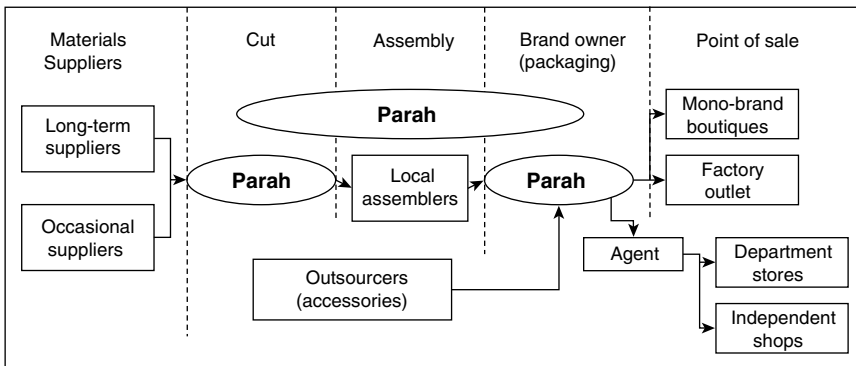 Materials
Suppliers
Cut
Assembly
Brand owner
(packaging)
Point of sale
Long-term
suppliers
Occasional
suppliers
Parah
Parah
Local
assemblers
Parah
Outsourcers
(accessories)
Agent
Mono-brand
boutiques
Factory
outlet
Department
stores
Independent
shops